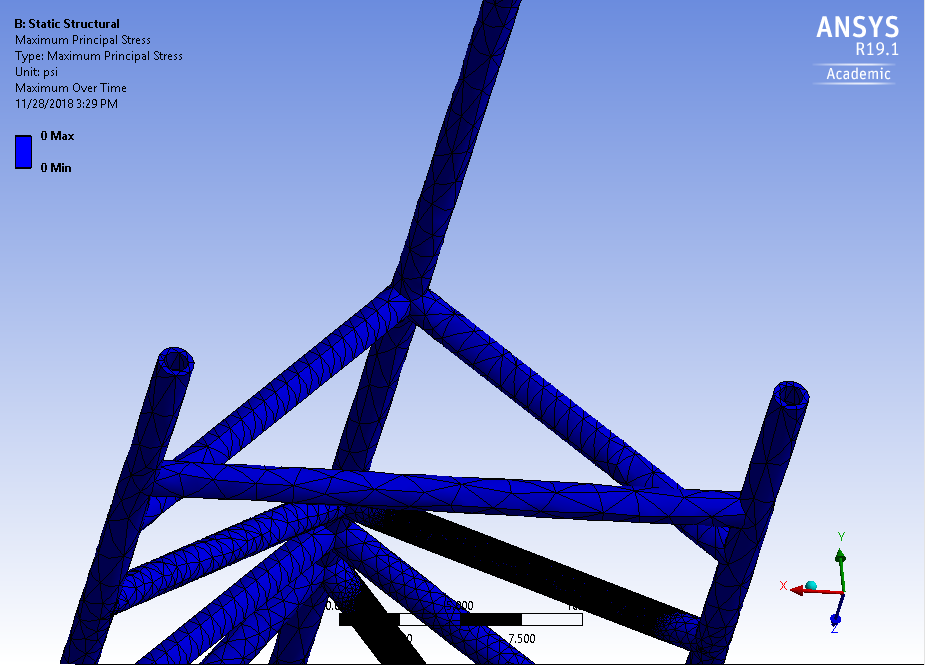 B: Static Structural
Maximum Principal Stress
Type: Maximum Principal Stress
Unit: psi
Maximum Over Time
11/28/2018 3:29 PM
0 Max
0 Min
ANSYS
R19.1
Academic
Y
X
Z
7.500